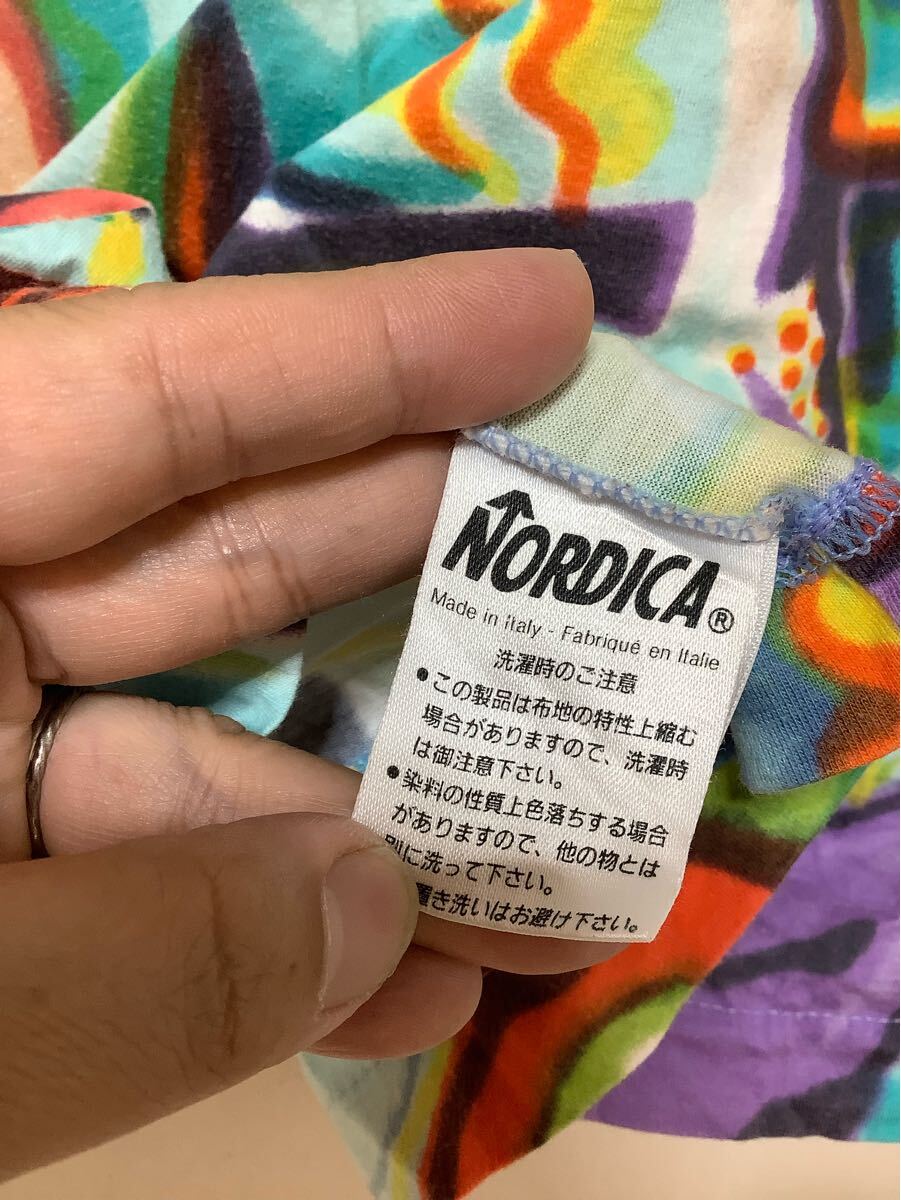 NORDICA®
Made in Italy - Fabriqué en Italie
洗濯時のご注意
●この製品は布地の特性上縮む
場合がありますので、洗濯時
は御注意下さい。
●染料の性質上色落ちする場合
がありますので、他の物とは
別に洗って下さい。
置き洗いはお避け下さい。